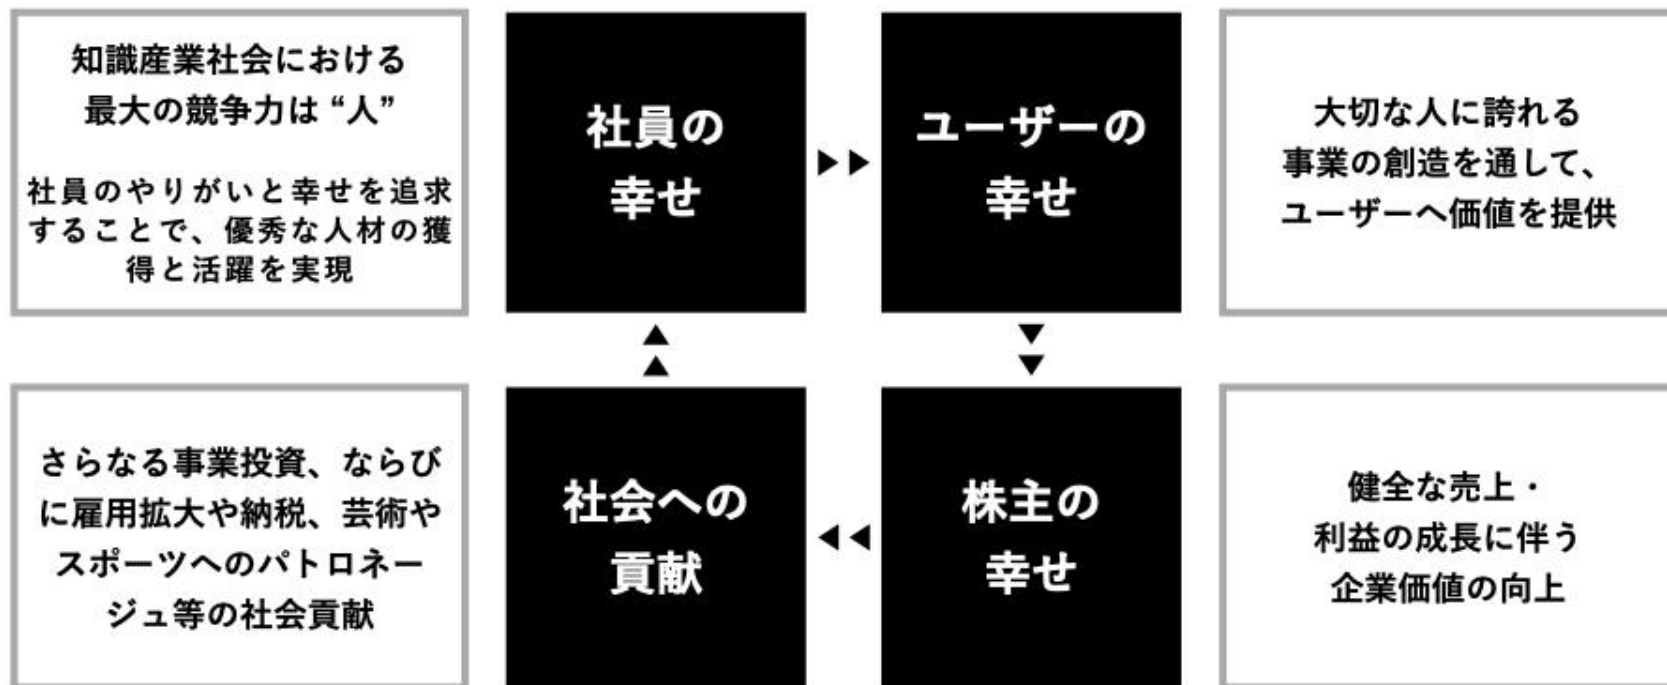 知識産業社会における
最大の競争力は “人”
社員のやりがいと幸せを追求
することで、優秀な人材の獲
得と活躍を実現
社員の
幸せ
ユーザーの
幸せ
大切な人に誇れる
事業の創造を通して、
ユーザーへ価値を提供
さらなる事業投資、ならび
に雇用拡大や納税、芸術や
スポーツへのパトロネー
ジュ等の社会貢献
社会への
貢献
株主の
幸せ
健全な売上・
利益の成長に伴う
企業価値の向上